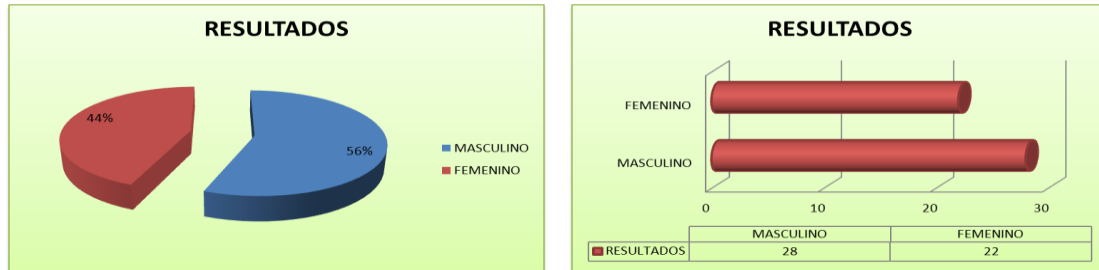 RESULTADOS
44%
56%
MASCULINO
FEMENINO
RESULTADOS
FEMENINO
MASCULINO
0 10 20 30
MASCULINO FEMENINO
RESULTADOS 28 22